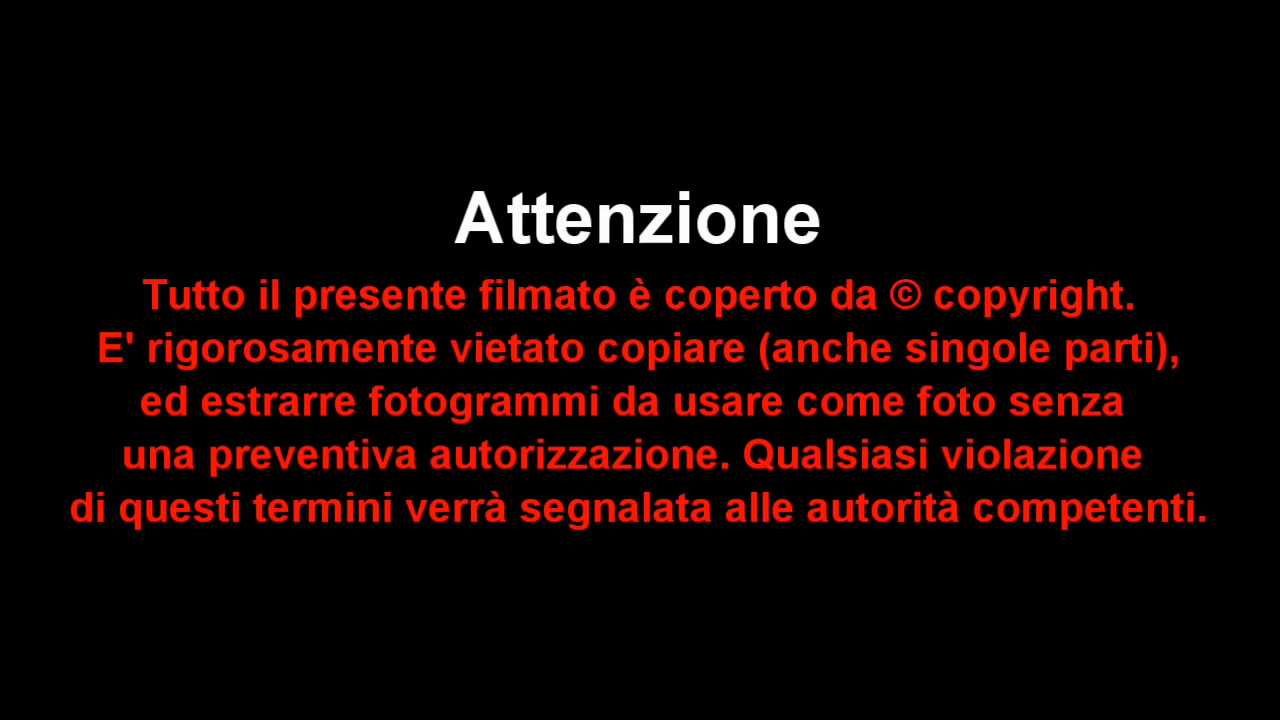 Attenzione
Tutto il presente filmato è coperto da © copyright.
E' rigorosamente vietato copiare (anche singole parti),
ed estrarre fotogrammi da usare come foto senza
una preventiva autorizzazione. Qualsiasi violazione
di questi termini verrà segnalata alle autorità competenti.